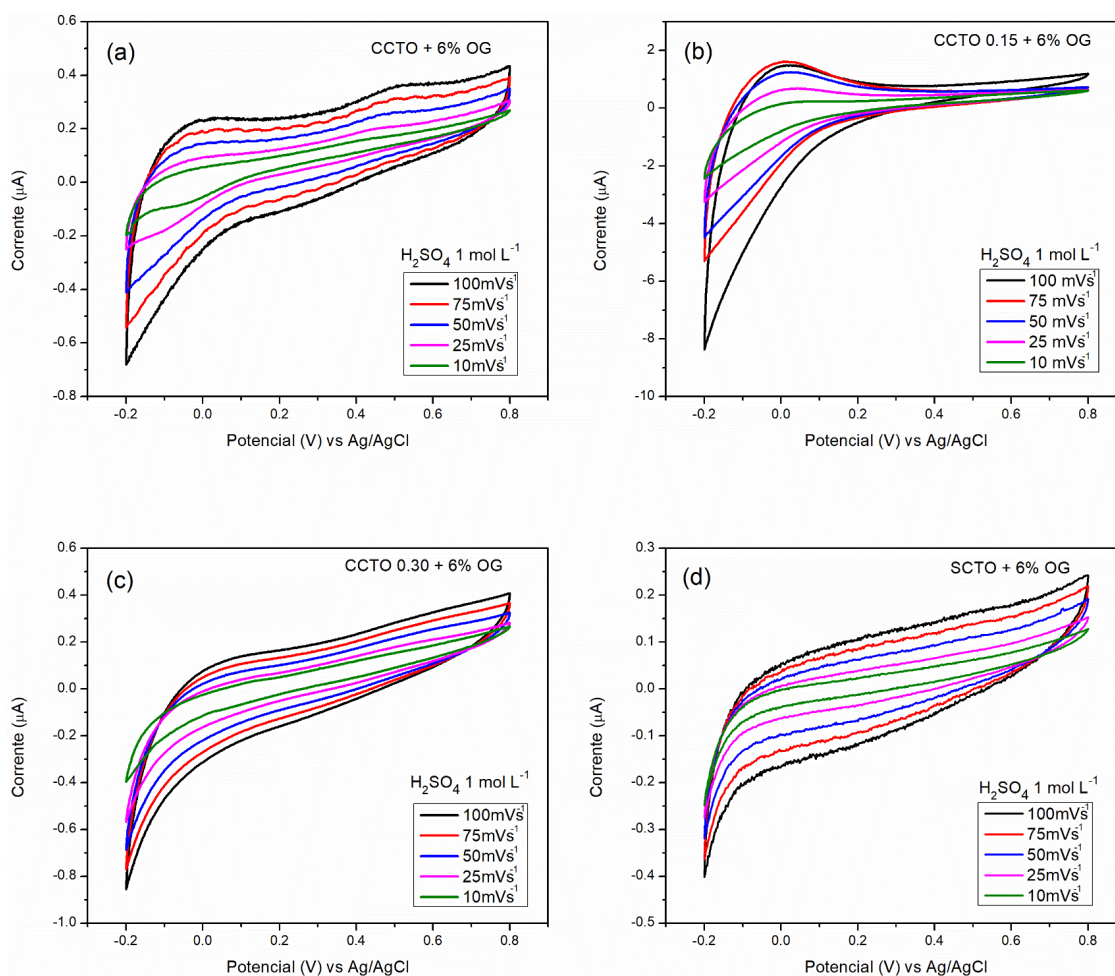 (a)
CCTO + 6% OG
Corrente (µA)
0.6
0.4
0.2
0.0
-0.2
-0.4
-0.6
-0.8
H₂SO₄ 1 mol L⁻¹
100mVs⁻¹
75mVs⁻¹
50mVs⁻¹
25mVs⁻¹
10mVs⁻¹
-0.2 0.0 0.2 0.4 0.6 0.8
Potencial (V) vs Ag/AgCl
(b)
CCTO 0.15 + 6% OG
Corrente (µA)
2
0
-2
-4
-6
-8
-10
H₂SO₄ 1 mol L⁻¹
100 mVs⁻¹
75 mVs⁻¹
50 mVs⁻¹
25 mVs⁻¹
10 mVs⁻¹
-0.2 0.0 0.2 0.4 0.6 0.8
Potencial (V) vs Ag/AgCl
(c)
CCTO 0.30 + 6% OG
Corrente (µA)
0.6
0.4
0.2
0.0
-0.2
-0.4
-0.6
-0.8
-1.0
H₂SO₄ 1 mol L⁻¹
100mVs⁻¹
75mVs⁻¹
50mVs⁻¹
25mVs⁻¹
10mVs⁻¹
-0.2 0.0 0.2 0.4 0.6 0.8
Potencial (V) vs Ag/AgCl
(d)
SCTO + 6% OG
Corrente (µA)
0.3
0.2
0.1
0.0
-0.1
-0.2
-0.3
-0.4
-0.5
H₂SO₄ 1 mol L⁻¹
100mVs⁻¹
75mVs⁻¹
50mVs⁻¹
25mVs⁻¹
10mVs⁻¹
-0.2 0.0 0.2 0.4 0.6 0.8
Potencial (V) vs Ag/AgCl